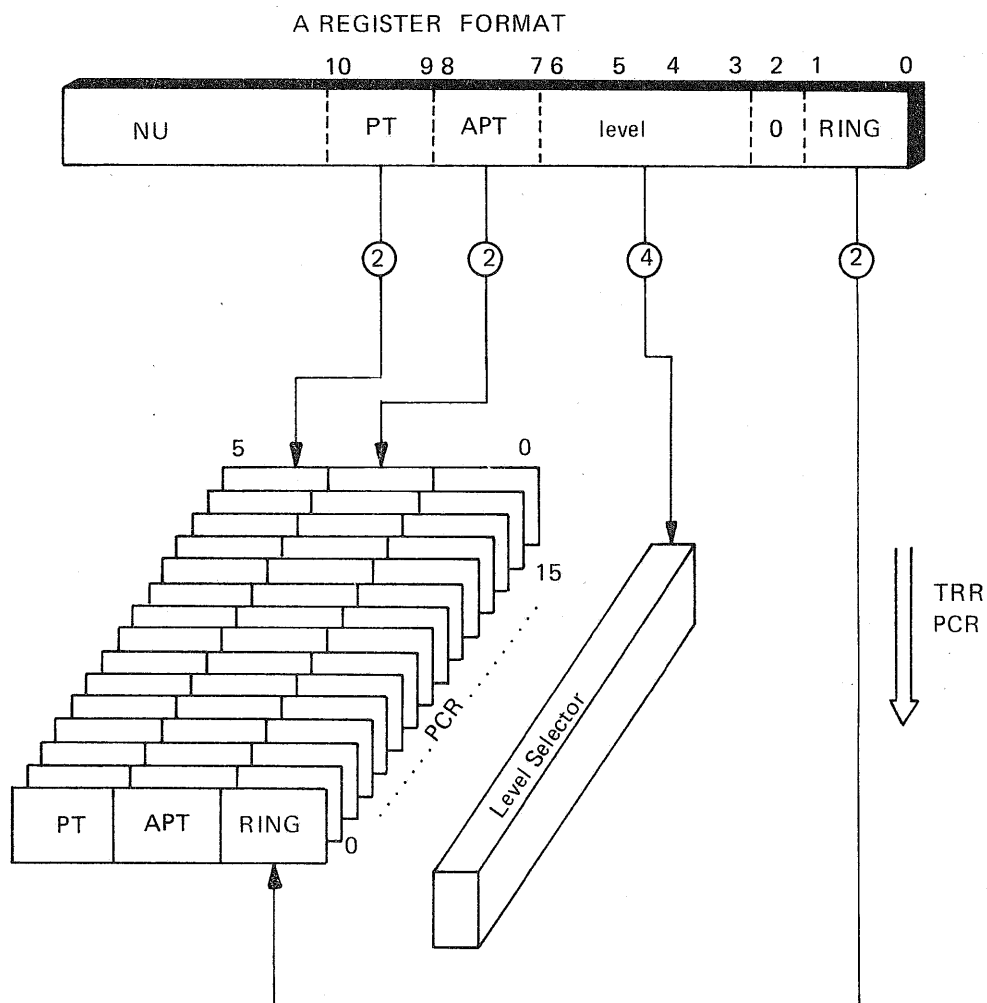 A REGISTER FORMAT
10 9 8 7 6 5 4 3 2 1 0
NU PT APT level 0 RING
2 2 4 2
5 0
15
TRR
PCR
PCR
Level Selector
PT APT RING
0